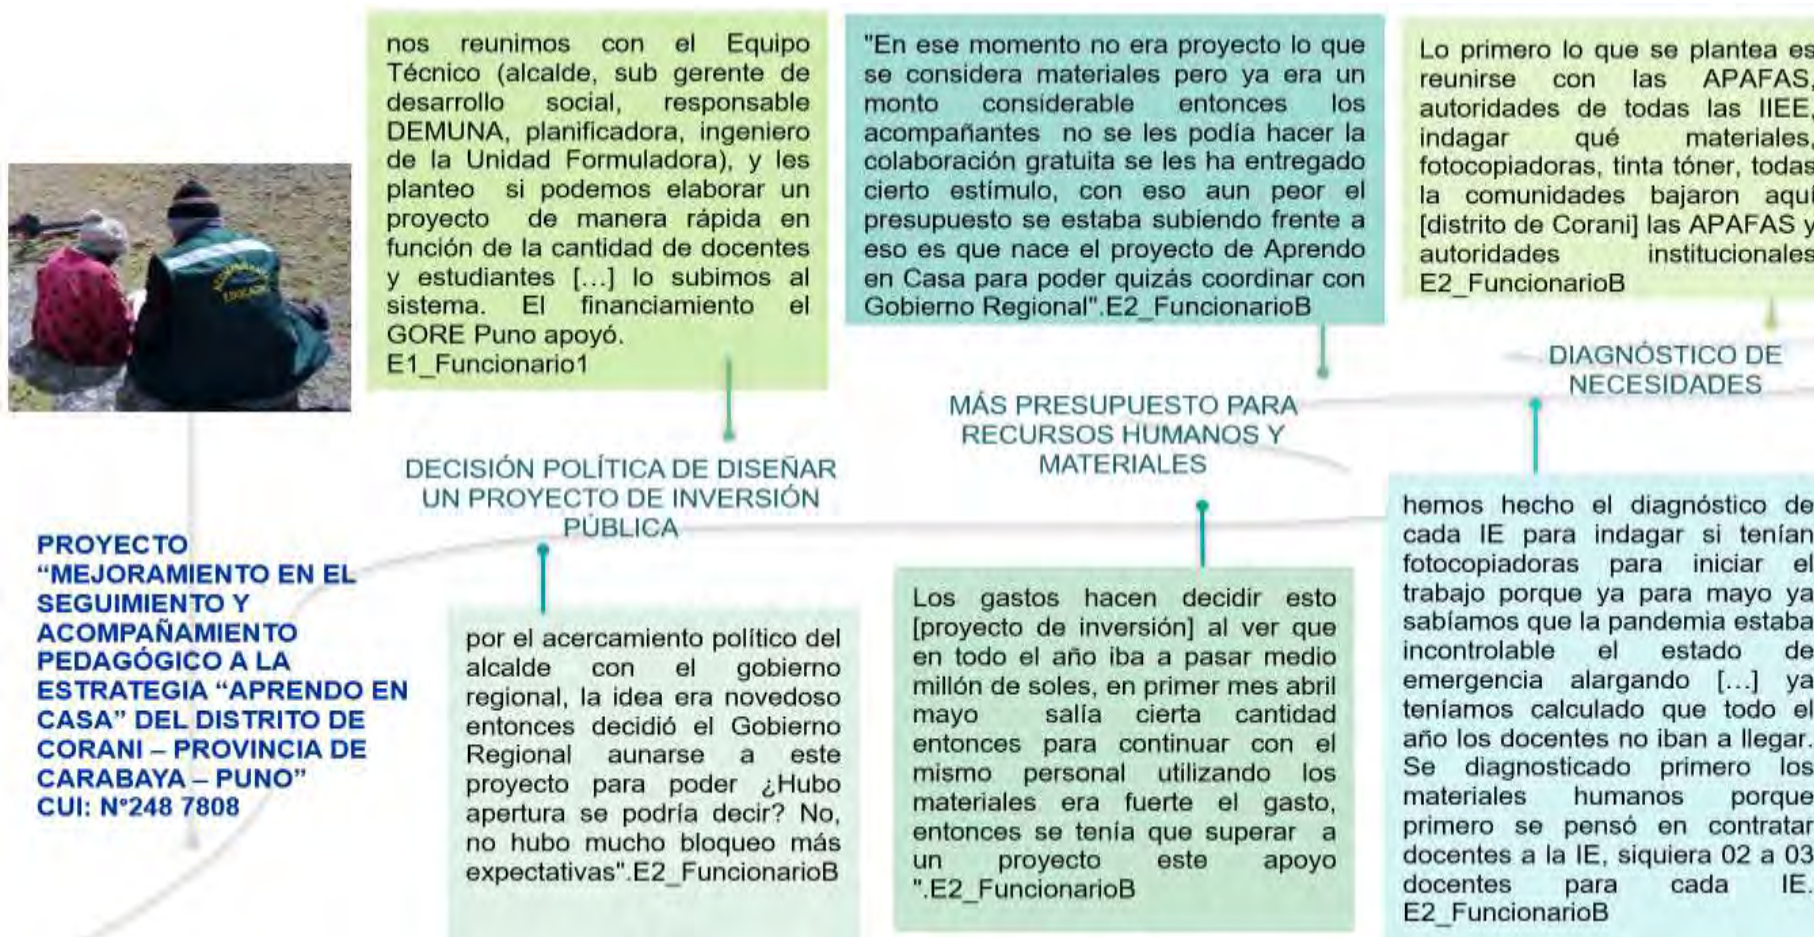 nos reunimos con el Equipo
Técnico (alcalde, sub gerente de
desarrollo social, responsable
DEMUNA, planificadora, ingeniero
de la Unidad Formuladora), y les
planteo si podemos elaborar un
proyecto de manera rápida en
función de la cantidad de docentes
y estudiantes [...] lo subimos al
sistema. El financiamiento el
GORE Puno apoyó.
E1_Funcionario1
"En ese momento no era proyecto lo que
se considera materiales pero ya era un
monto considerable entonces los
acompañantes no se les podía hacer la
colaboración gratuita se les ha entregado
cierto estímulo, con eso aun peor el
presupuesto se estaba subiendo frente a
eso es que nace el proyecto de Aprendo
en Casa para poder quizás coordinar con
Gobierno Regional".E2_FuncionarioB
Lo primero lo que se plantea es
reunirse con las APAFAS,
autoridades de todas las IIEE,
indagar qué materiales,
fotocopiadoras, tinta tóner, todas
la comunidades bajaron aquí
[distrito de Corani] las APAFAS y
autoridades institucionales
E2_FuncionarioB
DECISIÓN POLÍTICA DE DISEÑAR
UN PROYECTO DE INVERSIÓN
PÚBLICA
MÁS PRESUPUESTO PARA
RECURSOS HUMANOS Y
MATERIALES
DIAGNÓSTICO DE
NECESIDADES
PROYECTO
“MEJORAMIENTO EN EL
SEGUIMIENTO Y
ACOMPAÑAMIENTO
PEDAGÓGICO A LA
ESTRATEGIA “APRENDO EN
CASA” DEL DISTRITO DE
CORANI – PROVINCIA DE
CARABAYA – PUNO”
CUI: N°248 7808
por el acercamiento político del
alcalde con el gobierno
regional, la idea era novedoso
entonces decidió el Gobierno
Regional aunarse a este
proyecto para poder ¿Hubo
apertura se podría decir? No,
no hubo mucho bloqueo más
expectativas".E2_FuncionarioB
Los gastos hacen decidir esto
[proyecto de inversión] al ver que
en todo el año iba a pasar medio
millón de soles, en primer mes abril
mayo salía cierta cantidad
entonces para continuar con el
mismo personal utilizando los
materiales era fuerte el gasto,
entonces se tenía que superar a
un proyecto este apoyo
".E2_FuncionarioB
hemos hecho el diagnóstico de
cada IE para indagar si tenían
fotocopiadoras para iniciar el
trabajo porque ya para mayo ya
sabíamos que la pandemia estaba
incontrolable el estado de
emergencia alargando [...] ya
teníamos calculado que todo el
año los docentes no iban a llegar.
Se diagnosticado primero los
materiales humanos porque
primero se pensó en contratar
docentes a la IE, siquiera 02 a 03
docentes para cada IE.
E2_FuncionarioB